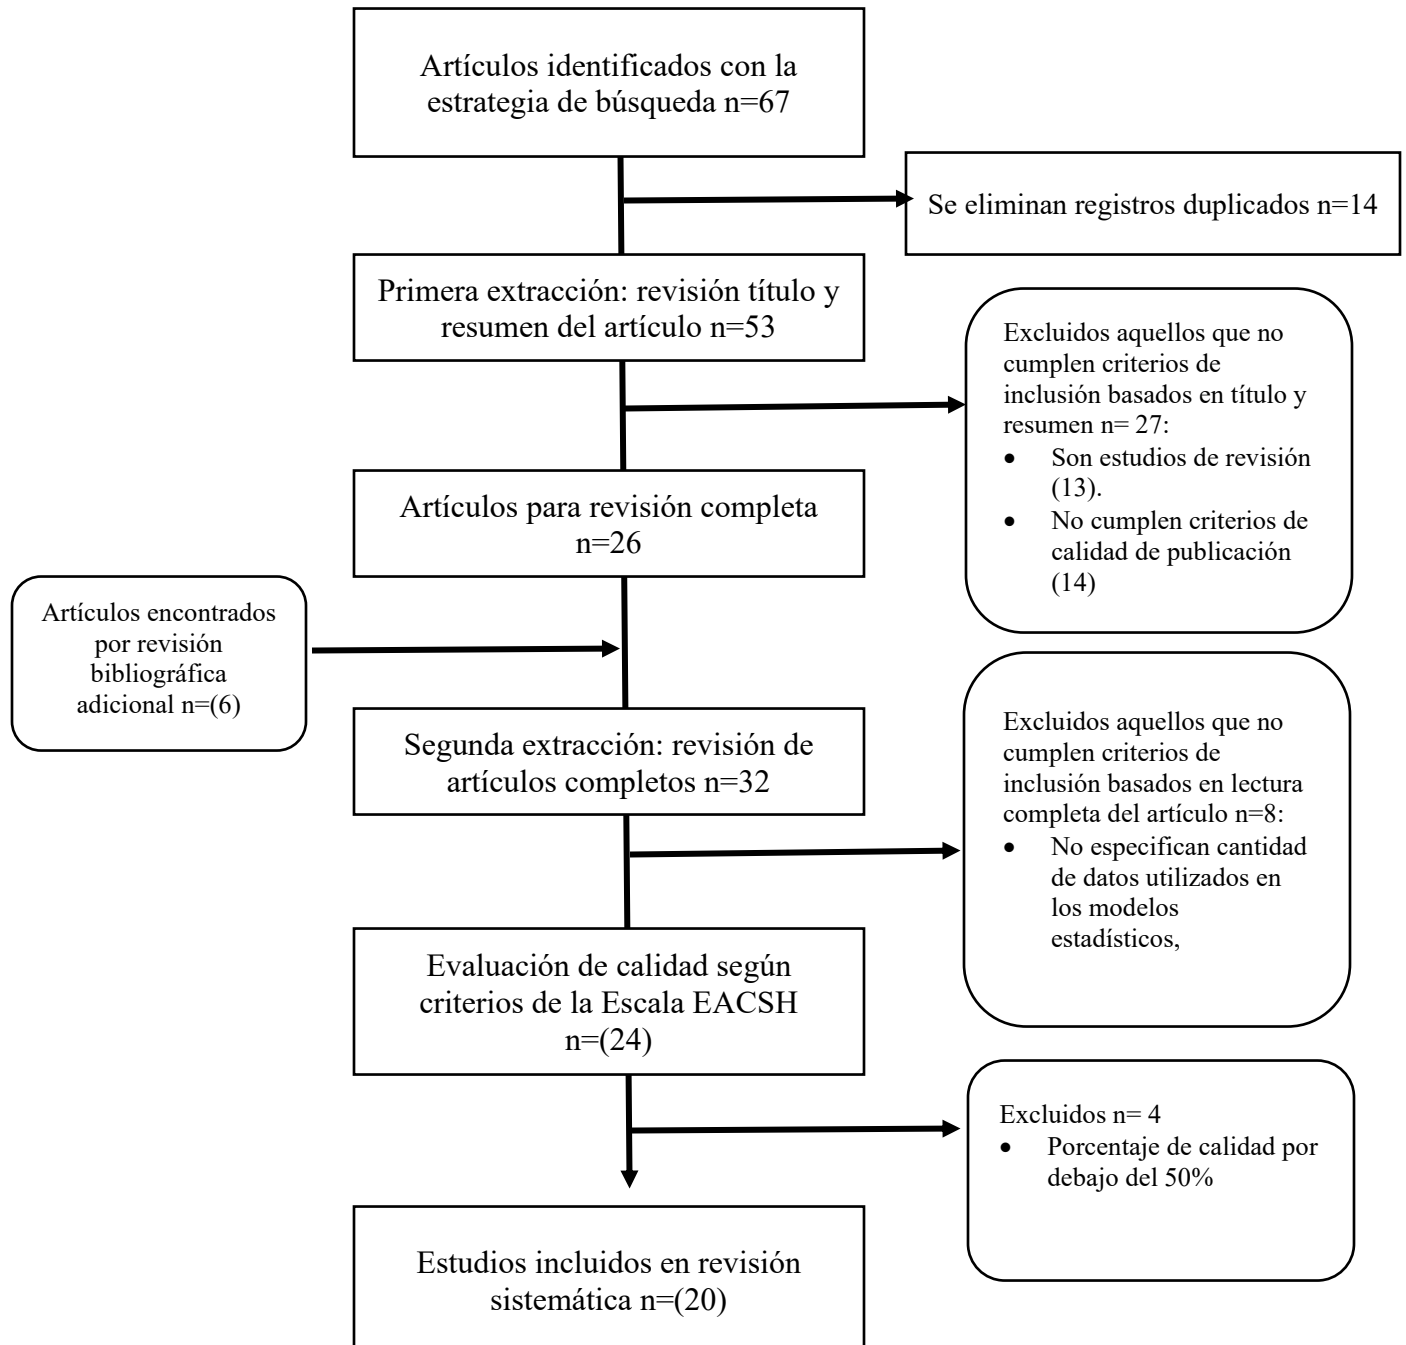 Artículos identificados con la
estrategia de búsqueda n=67
Se eliminan registros duplicados n=14
Primera extracción: revisión título y
resumen del artículo n=53
Excluidos aquellos que no
cumplen criterios de
inclusión basados en título y
resumen n= 27:
• Son estudios de revisión
(13).
• No cumplen criterios de
calidad de publicación
(14)
Artículos para revisión completa
n=26
Artículos encontrados
por revisión
bibliográfica
adicional n=(6)
Segunda extracción: revisión de
artículos completos n=32
Excluidos aquellos que no
cumplen criterios de
inclusión basados en lectura
completa del artículo n=8:
• No especifican cantidad
de datos utilizados en
los modelos
estadísticos,
Evaluación de calidad según
criterios de la Escala EACSH
n=(24)
Excluidos n= 4
• Porcentaje de calidad por
debajo del 50%
Estudios incluidos en revisión
sistemática n=(20)